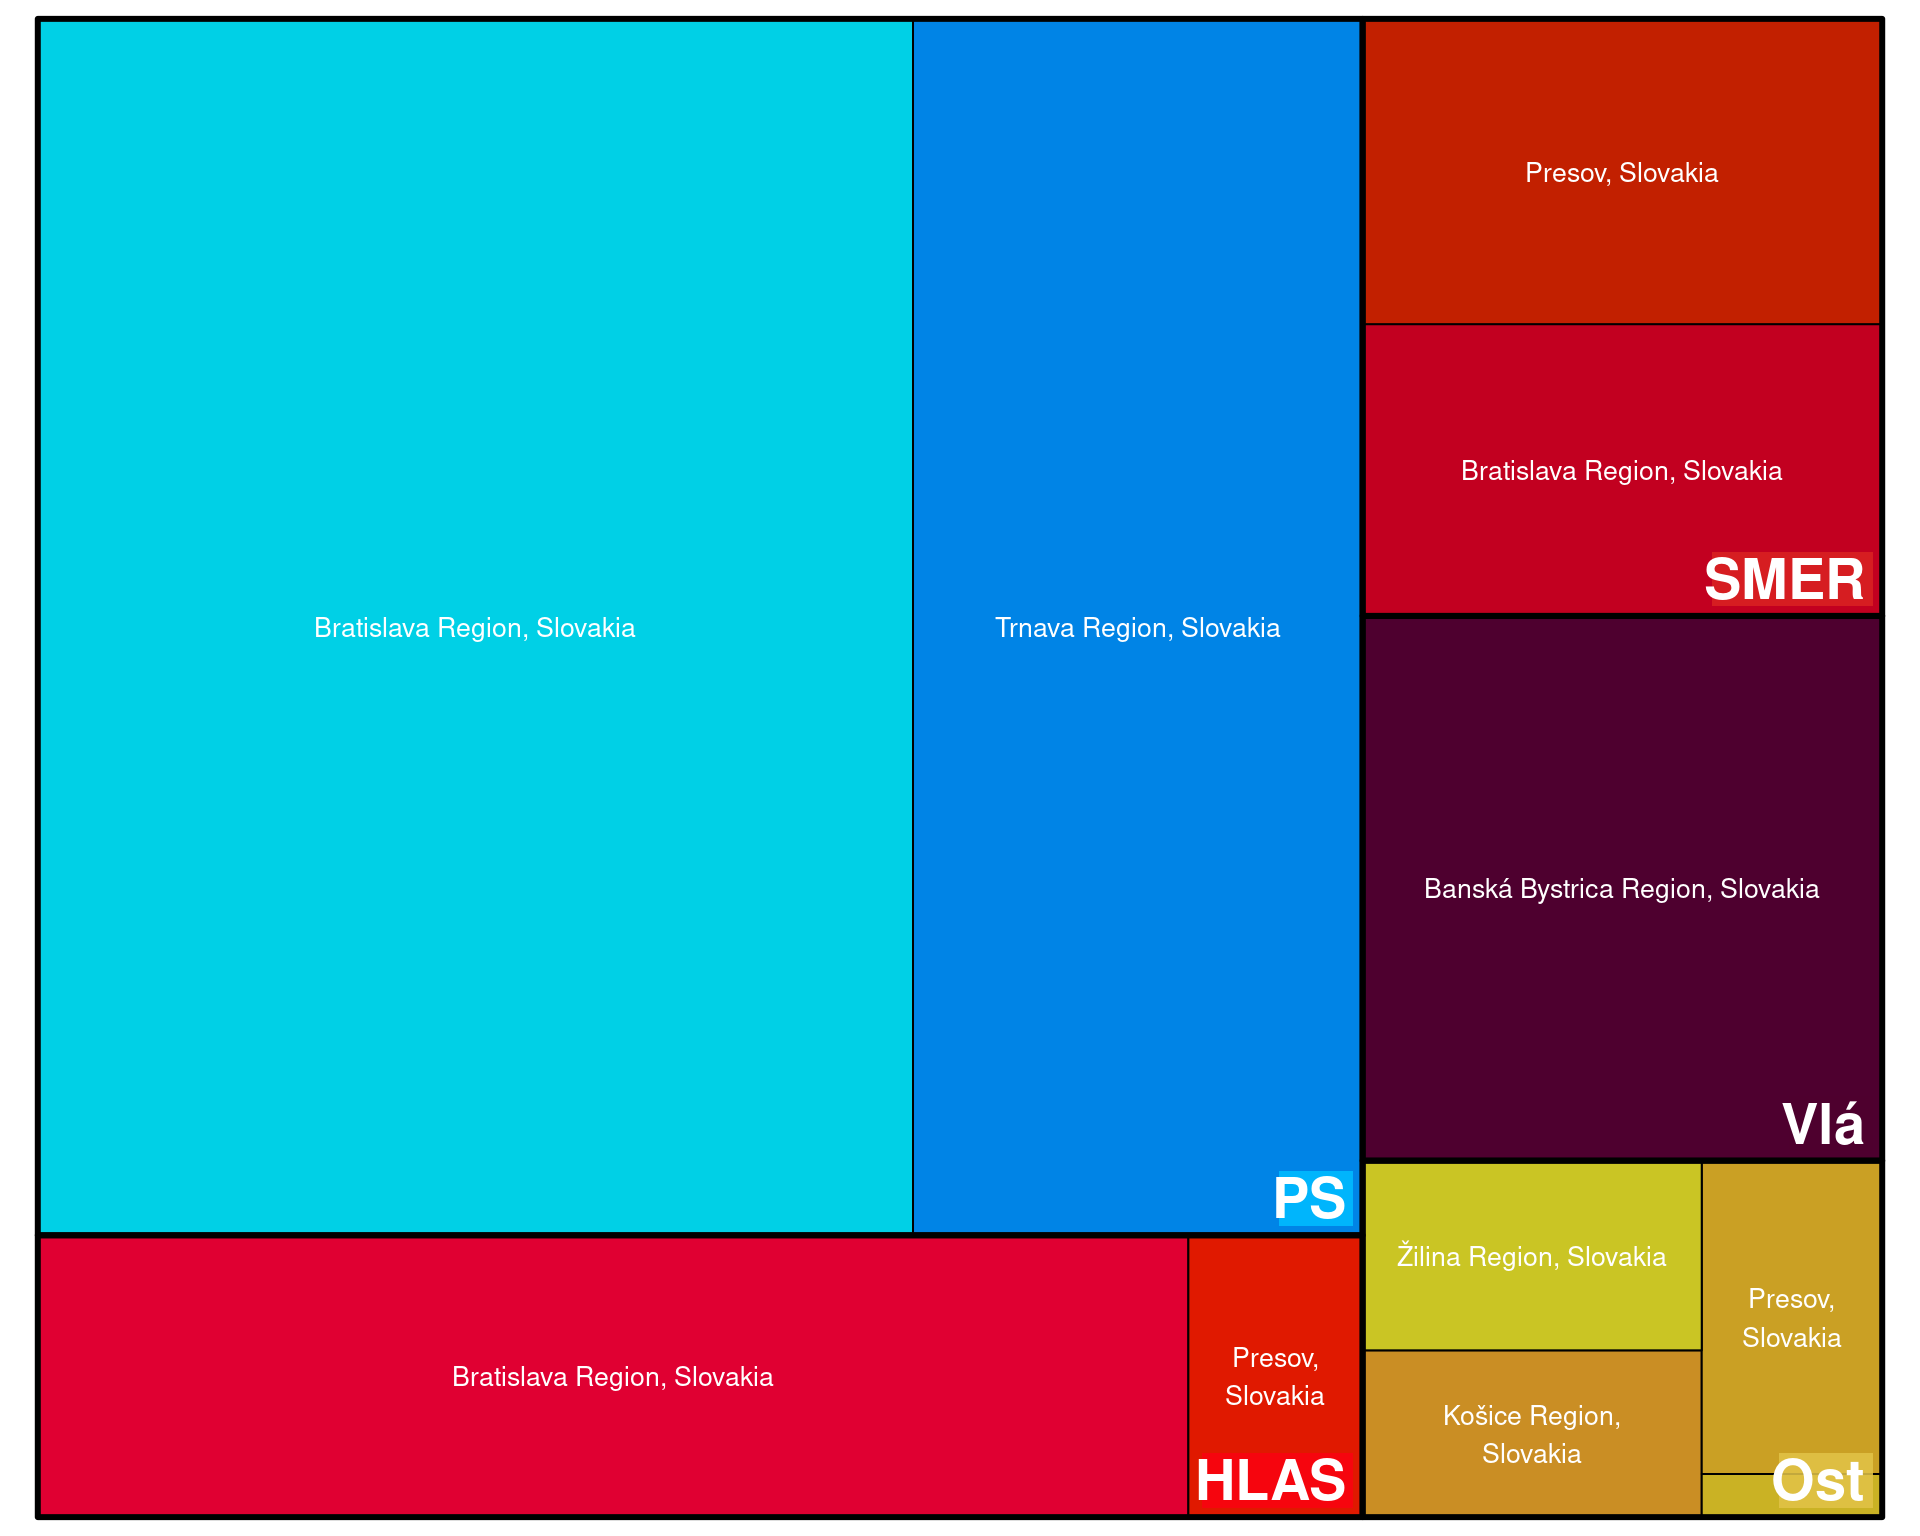 Bratislava Region, Slovakia
Trnava Region, Slovakia
PS
Bratislava Region, Slovakia
Presov,
Slovakia
HLAS
Presov, Slovakia
Bratislava Region, Slovakia
SMER
Banská Bystrica Region, Slovakia
Vlá
Žilina Region, Slovakia
Košice Region,
Slovakia
Presov,
Slovakia
Ost